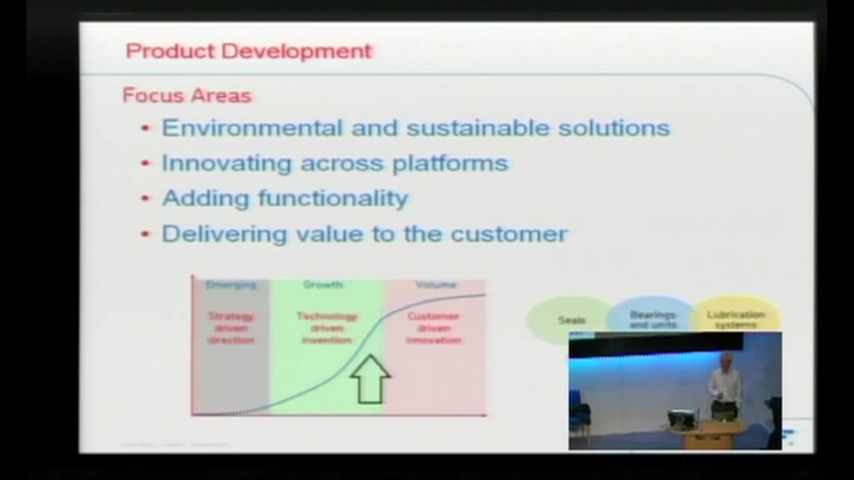 Product Development
Focus Areas
• Environmental and sustainable solutions
• Innovating across platforms
• Adding functionality
• Delivering value to the customer
Emerging
Growth
Volume
Strategy
driven
direction
Technology
driven
invention
Customer
driven
innovation
Seals
Bearings
and units
Lubrication
systems